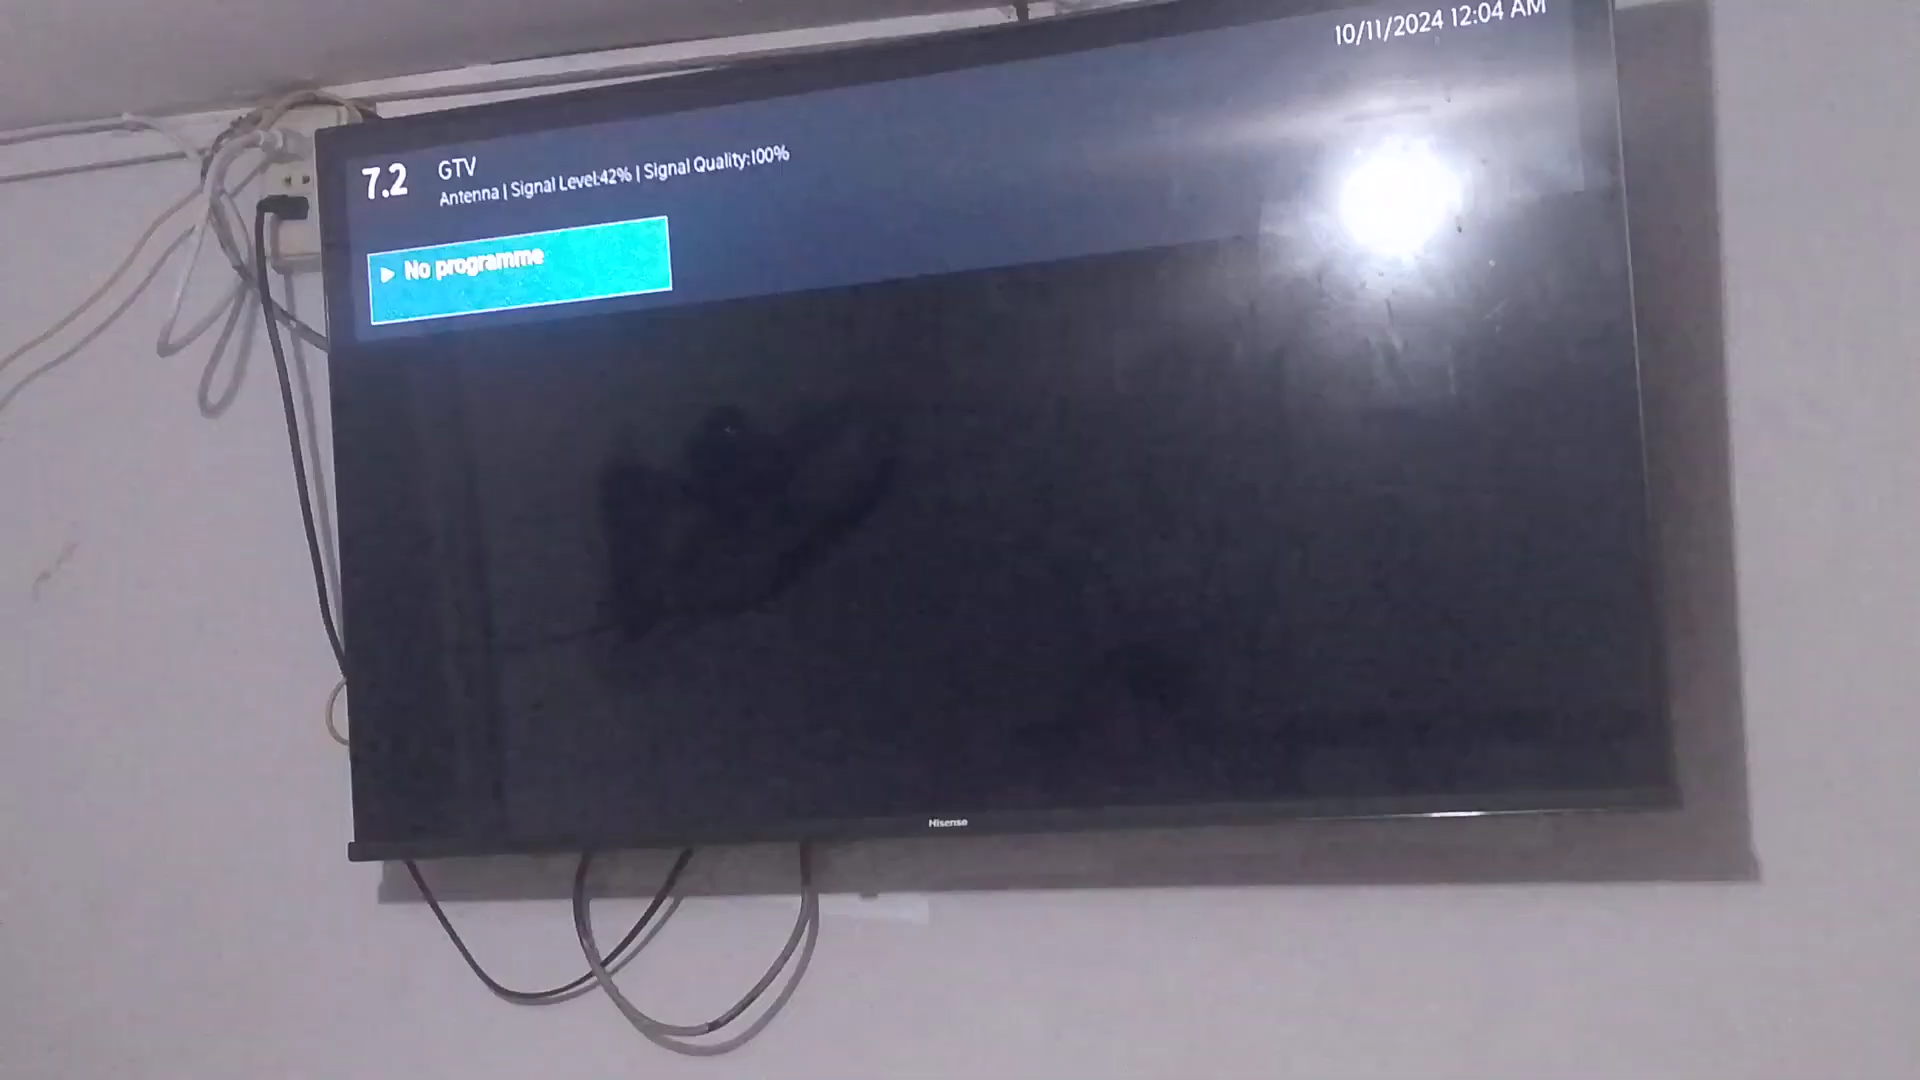 10/11/2024 12:04 AM
7.2 GTV
Antenna | Signal Level:42% | Signal Quality:100%
No programme
Hisense